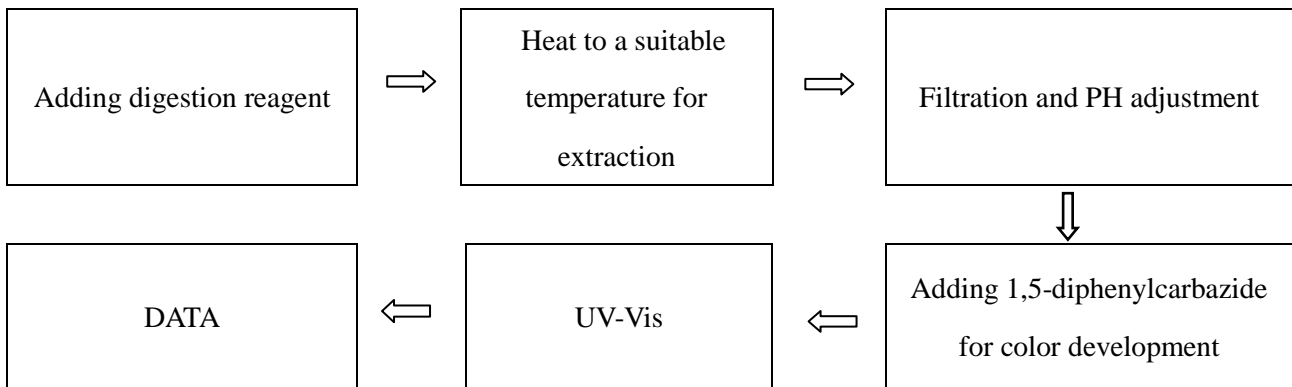 Adding digestion reagent
Heat to a suitable
temperature for
extraction
Filtration and PH adjustment
Adding 1,5-diphenylcarbazide
for color development
UV-Vis
DATA